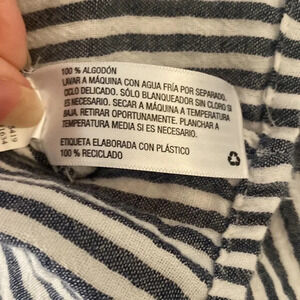 100 % ALGODÓN
LAVAR A MÁQUINA CON AGUA FRÍA POR SEPARADO,
CICLO DELICADO. SÓLO BLANQUEADOR SIN CLORO SI
ES NECESARIO. SECAR A MÁQUINA A TEMPERATURA
BAJA. RETIRAR OPORTUNAMENTE. PLANCHAR A
TEMPERATURA MEDIA SI ES NECESARIO.
ETIQUETA ELABORADA CON PLÁSTICO
100 % RECICLADO